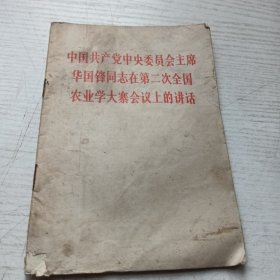 中国共产党中央委员会主席
华国锋同志在第二次全国
农业学大寨会议上的讲话